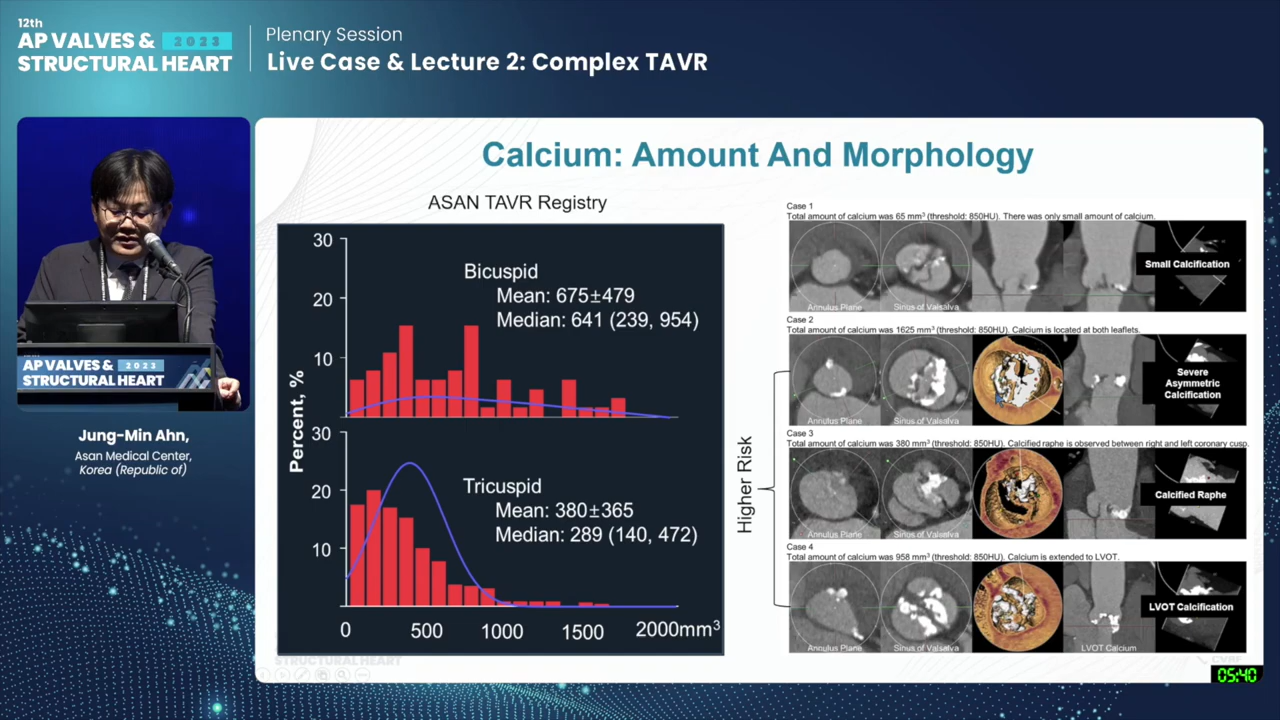 12th
AP VALVES & 2023
STRUCTURAL HEART
Plenary Session
Live Case & Lecture 2: Complex TAVR
AP VALVES & 2023
STRUCTURAL HEART
Jung-Min Ahn,
Asan Medical Center,
Korea (Republic of)
Calcium: Amount And Morphology
ASAN TAVR Registry
Percent, %
30
20
10
Bicuspid
Mean: 675±479
Median: 641 (239, 954)
30
20
10
Tricuspid
Mean: 380±365
Median: 289 (140, 472)
0 500 1000 1500 2000mm³
Higher Risk
Case 1
Total amount of calcium was 65 mm³ (threshold: 850HU). There was only small amount of calcium.
Annulus Plane Sinus of Valsalva
Small Calcification
Case 2
Total amount of calcium was 1625 mm³ (threshold: 850HU). Calcium is located at both leaflets.
Annulus Plane Sinus of Valsalva
Severe
Asymmetric
Calcification
Case 3
Total amount of calcium was 380 mm³ (threshold: 850HU). Calcified raphe is observed between right and left coronary cusp.
Annulus Plane Sinus of Valsalva
Calcified Raphe
Case 4
Total amount of calcium was 958 mm³ (threshold: 850HU). Calcium is extended to LVOT.
Annulus Plane Sinus of Valsalva LVOT Calcium
LVOT Calcification
STRUCTURAL HEART
CVRF
05:40